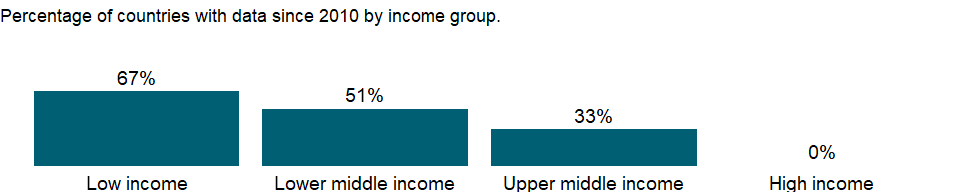 Percentage of countries with data since 2010 by income group.
67%
51%
33%
0%
Low income
Lower middle income
Upper middle income
High income